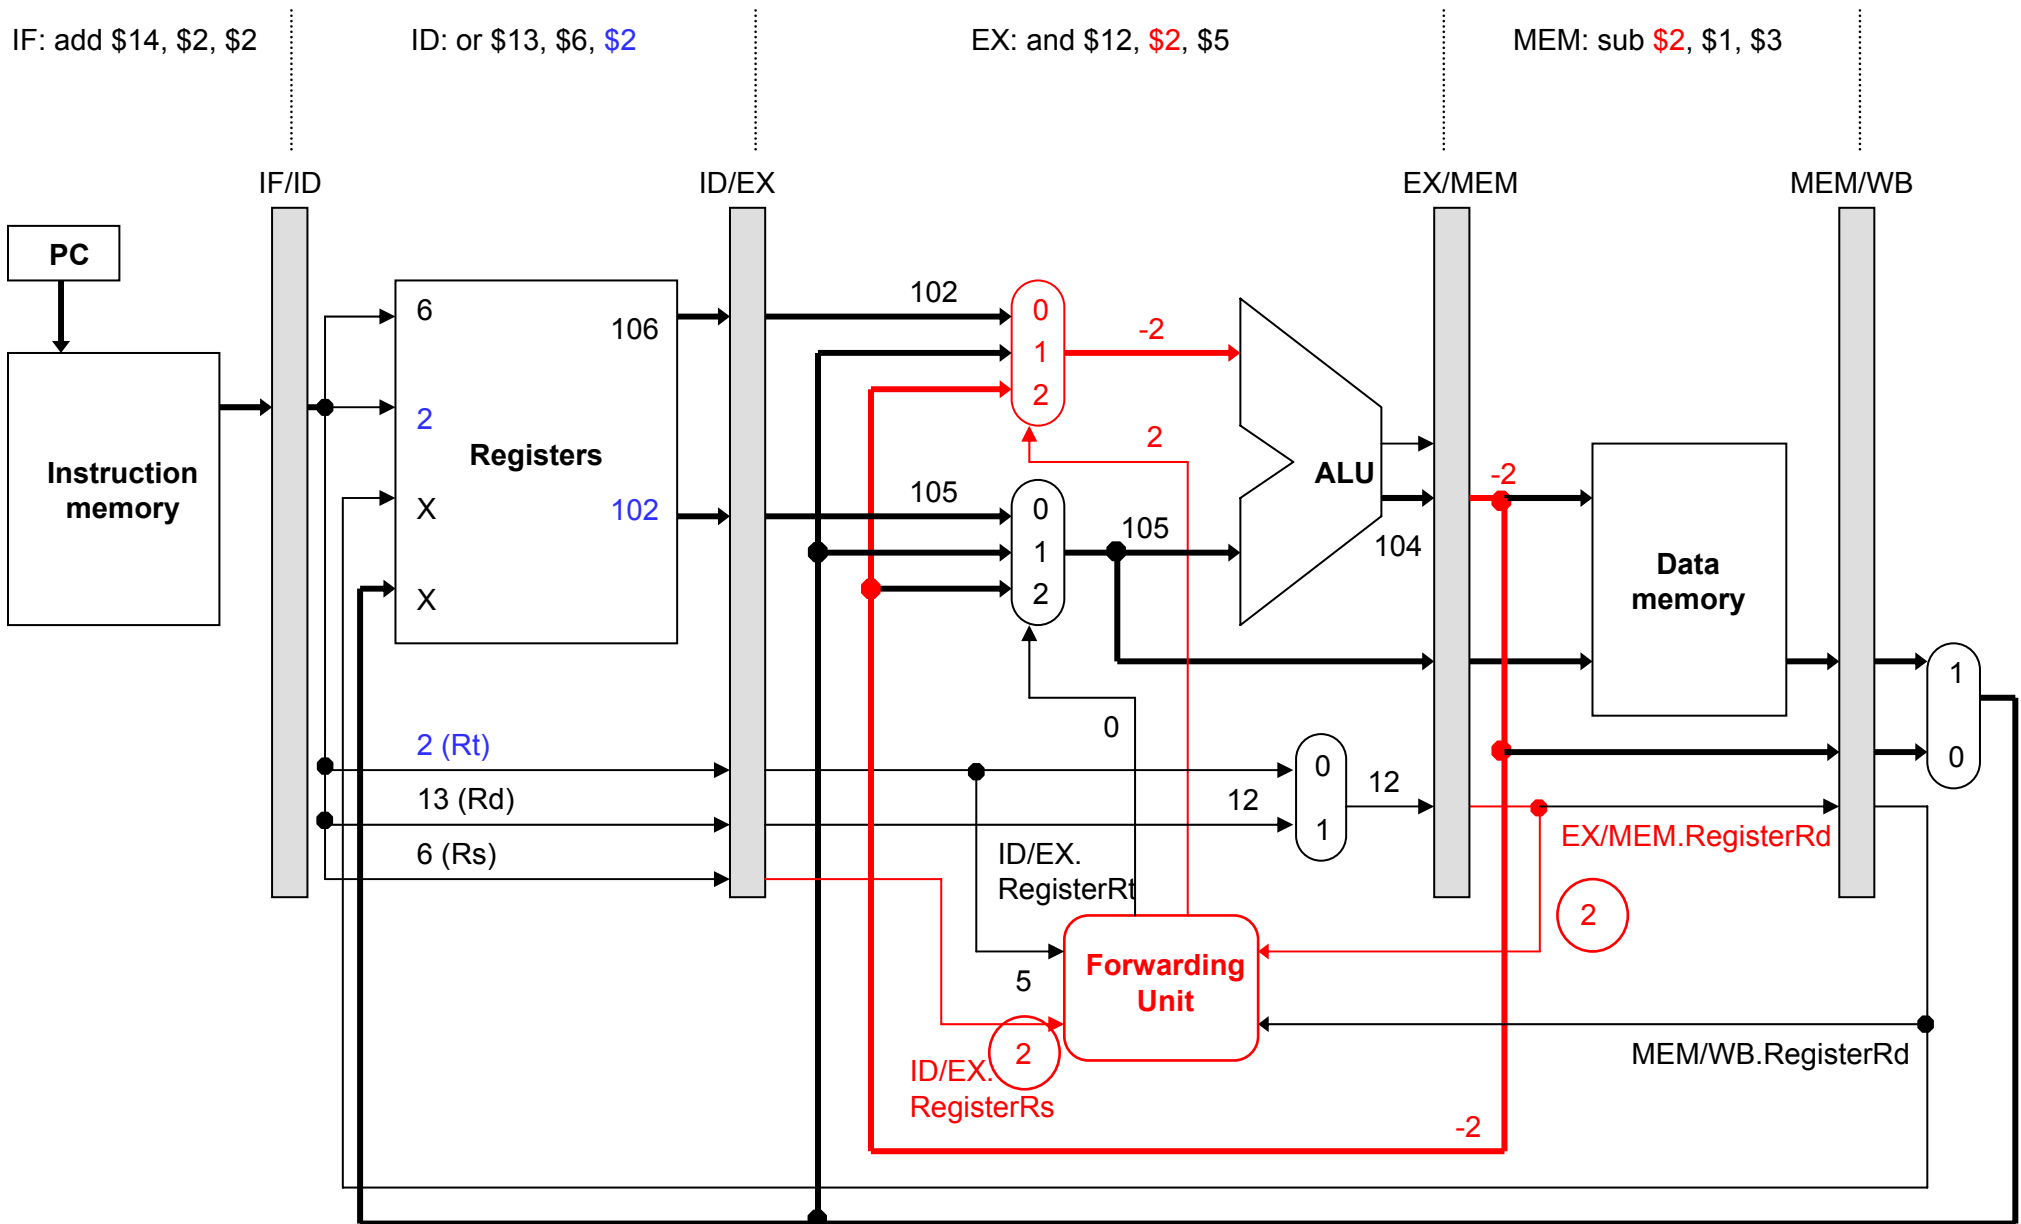 IF: add $14, $2, $2
ID: or $13, $6, $2
EX: and $12, $2, $5
MEM: sub $2, $1, $3
IF/ID
ID/EX
EX/MEM
MEM/WB
PC
Instruction
memory
6
2
X
X
106
102
Registers
102
105
0
1
2
0
1
2
-2
2
105
ALU
104
-2
Data
memory
1
0
0
2 (Rt)
13 (Rd)
6 (Rs)
12
0
1
12
ID/EX.
RegisterRt
EX/MEM.RegisterRd
2
5
Forwarding
Unit
2
ID/EX.
RegisterRs
MEM/WB.RegisterRd
-2